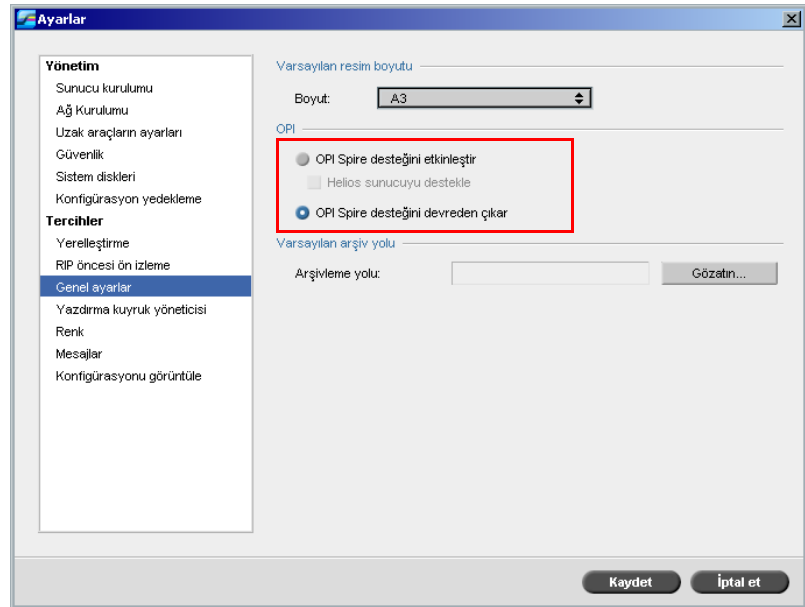 Ayarlar
Yönetim
Sunucu kurulumu
Ağ Kurulumu
Uzak araçların ayarları
Güvenlik
Sistem diskleri
Konfigürasyon yedekleme
Tercihler
Yerelleştirme
RIP öncesi ön izleme
Genel ayarlar
Yazdırma kuyruk yöneticisi
Renk
Mesajlar
Konfigürasyonu görüntüle
Varsayılan resim boyutu
Boyut: A3
OPI
OPI Spire desteğini etkinleştir
Helios sunucuyu destekle
OPI Spire desteğini devreden çıkar
Varsayılan arşiv yolu
Arşivleme yolu: Gözatın...
Kaydet İptal et